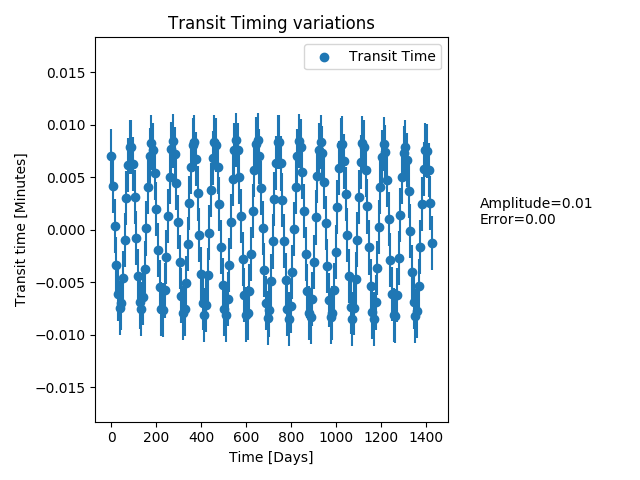 Transit Timing variations
Transit Time
0.015
0.010
0.005
0.000
−0.005
−0.010
−0.015
Transit time [Minutes]
Amplitude=0.01
Error=0.00
0 200 400 600 800 1000 1200 1400
Time [Days]